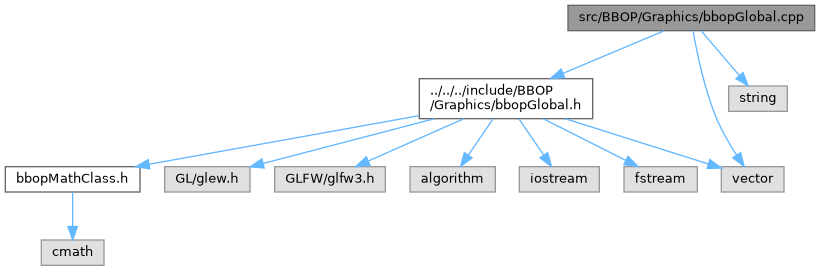 src/BBOP/Graphics/bbopGlobal.cpp
../../../include/BBOP
/Graphics/bbopGlobal.h
string
bbopMathClass.h
GL/glew.h
GLFW/glfw3.h
algorithm
iostream
fstream
vector
cmath